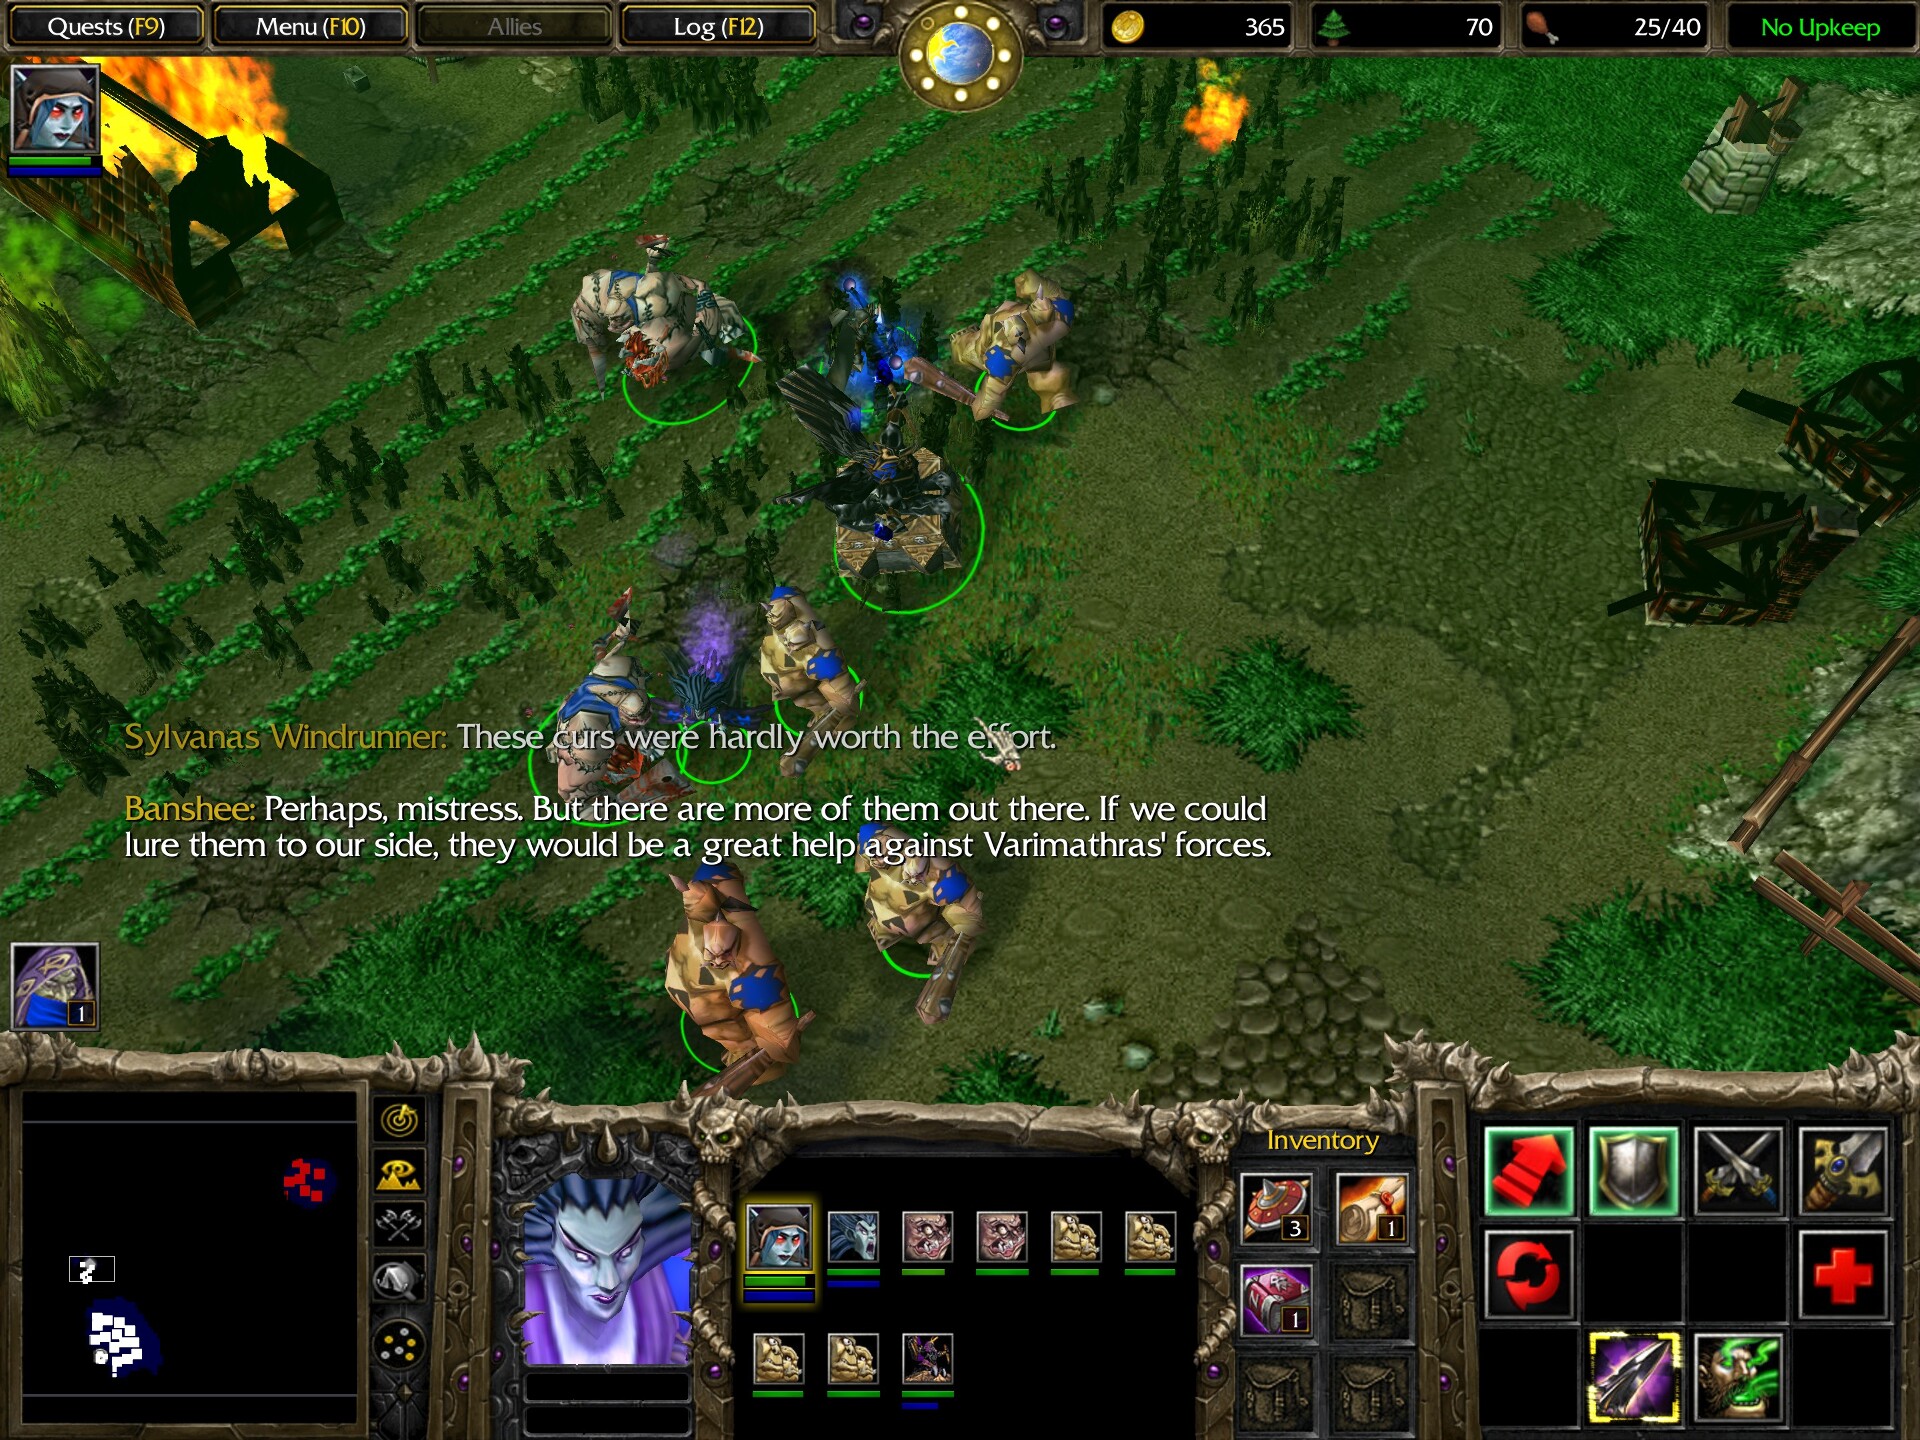 Quests (F9) Menu (F10) Allies Log (F12) 365 70 25/40 No Upkeep
Sylvanas Windrunner: These curs were hardly worth the effort.
Banshee: Perhaps, mistress. But there are more of them out there. If we could
lure them to our side, they would be a great help against Varimathras' forces.
1
Inventory
3 1
1